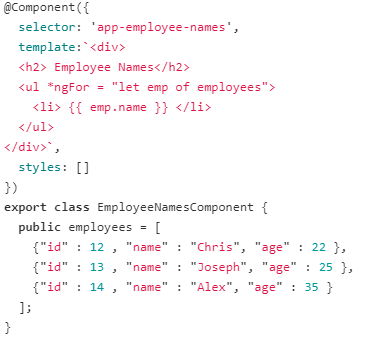 @Component({
  selector: 'app-employee-names',
  template:`<div>
  <h2> Employee Names</h2>
  <ul *ngFor = "let emp of employees">
    <li> {{ emp.name }} </li>
  </ul>
</div>`,
  styles: []
})
export class EmployeeNamesComponent {
  public employees = [
    {"id" : 12 , "name" : "Chris", "age" : 22 },
    {"id" : 13 , "name" : "Joseph", "age" : 25 },
    {"id" : 14 , "name" : "Alex", "age" : 35 }
  ];
}